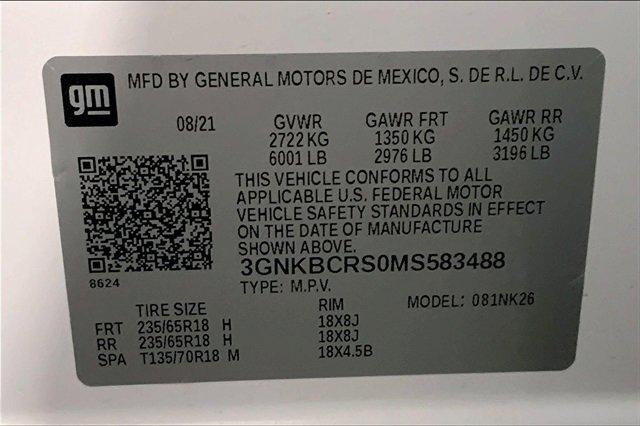 gm
MFD BY GENERAL MOTORS DE MEXICO, S. DE R.L. DE C.V.
08/21 GVWR GAWR FRT GAWR RR
2722 KG 1350 KG 1450 KG
6001 LB 2976 LB 3196 LB
THIS VEHICLE CONFORMS TO ALL
APPLICABLE U.S. FEDERAL MOTOR
VEHICLE SAFETY STANDARDS IN EFFECT
ON THE DATE OF MANUFACTURE
SHOWN ABOVE.
3GNKBCRS0MS583488
8624
TYPE: M.P.V.
TIRE SIZE RIM MODEL: 081NK26
FRT 235/65R18 H 18X8J
RR 235/65R18 H 18X8J
SPA T135/70R18 M 18X4.5B